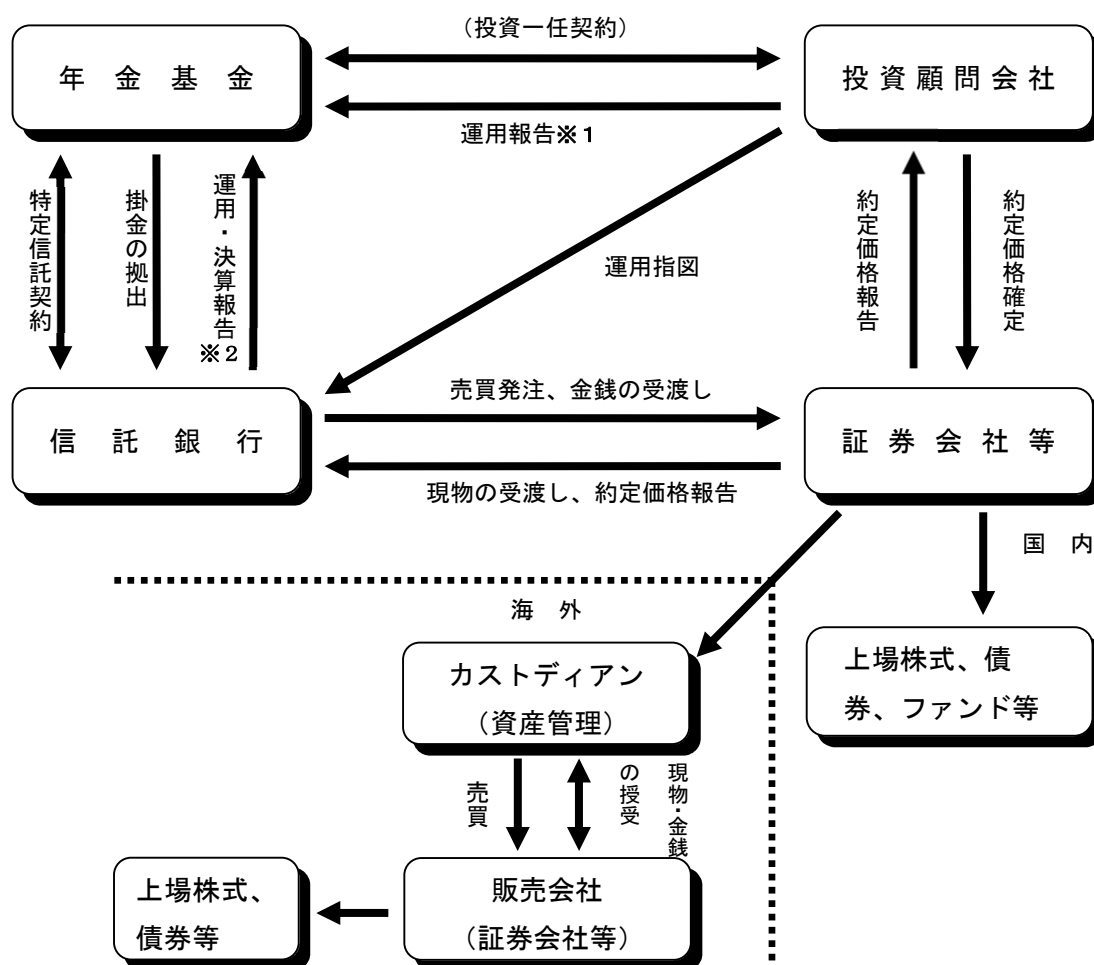 （投資一任契約）
年金基金
投資顧問会社
運用報告※１
特定信託契約
掛金の拠出
運用・決算報告
※２
運用指図
約定価格報告
約定価格確定
売買発注、金銭の受渡し
信託銀行
証券会社等
現物の受渡し、約定価格報告
国　内
海　外
カストディアン
（資産管理）
上場株式、債
券、ファンド等
売買
現物・金銭
の授受
上場株式、
債券等
販売会社
（証券会社等）